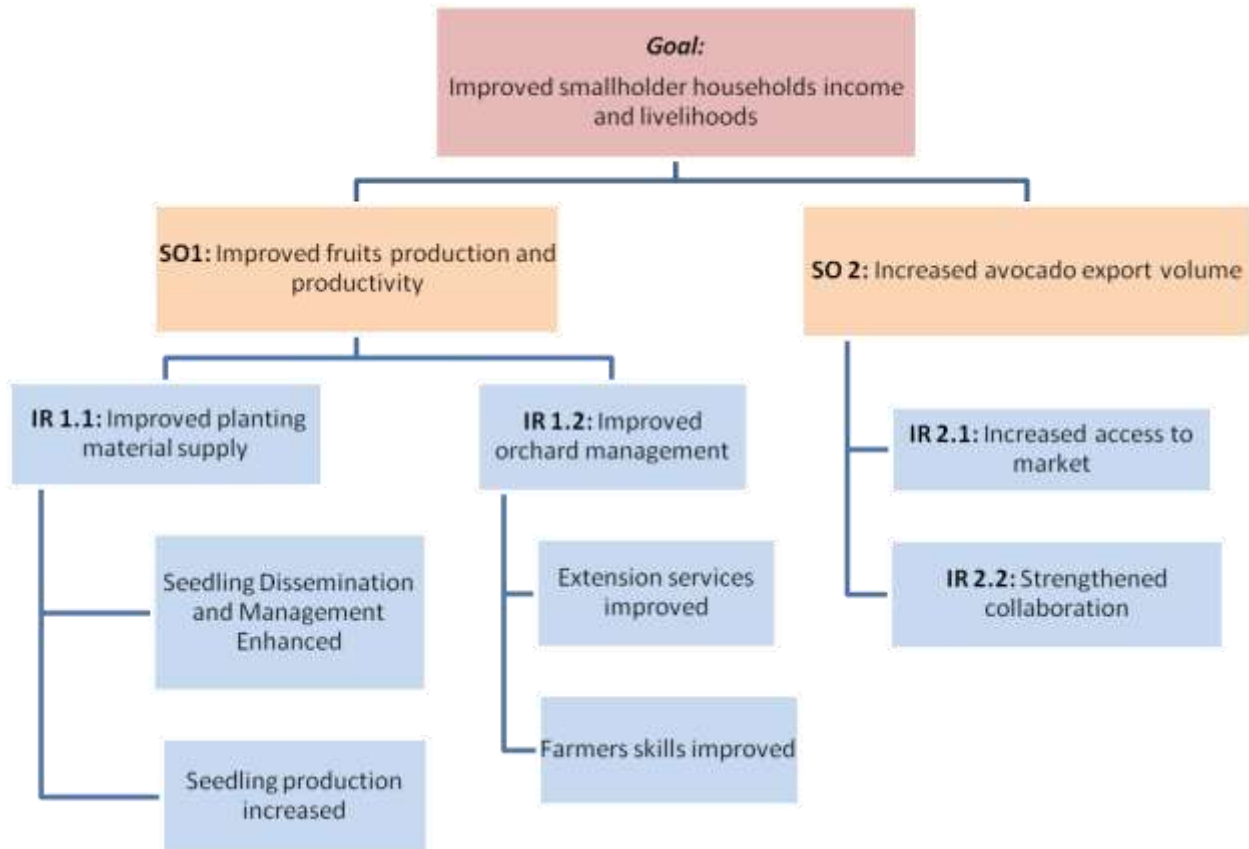 Goal:
Improved smallholder households income
and livelihoods
SO1: Improved fruits production and
productivity
SO 2: Increased avocado export volume
IR 1.1: Improved planting
material supply
IR 1.2: Improved
orchard management
IR 2.1: Increased access to
market
Seedling Dissemination
and Management
Enhanced
Extension services
improved
IR 2.2: Strengthened
collaboration
Seedling production
increased
Farmers skills improved